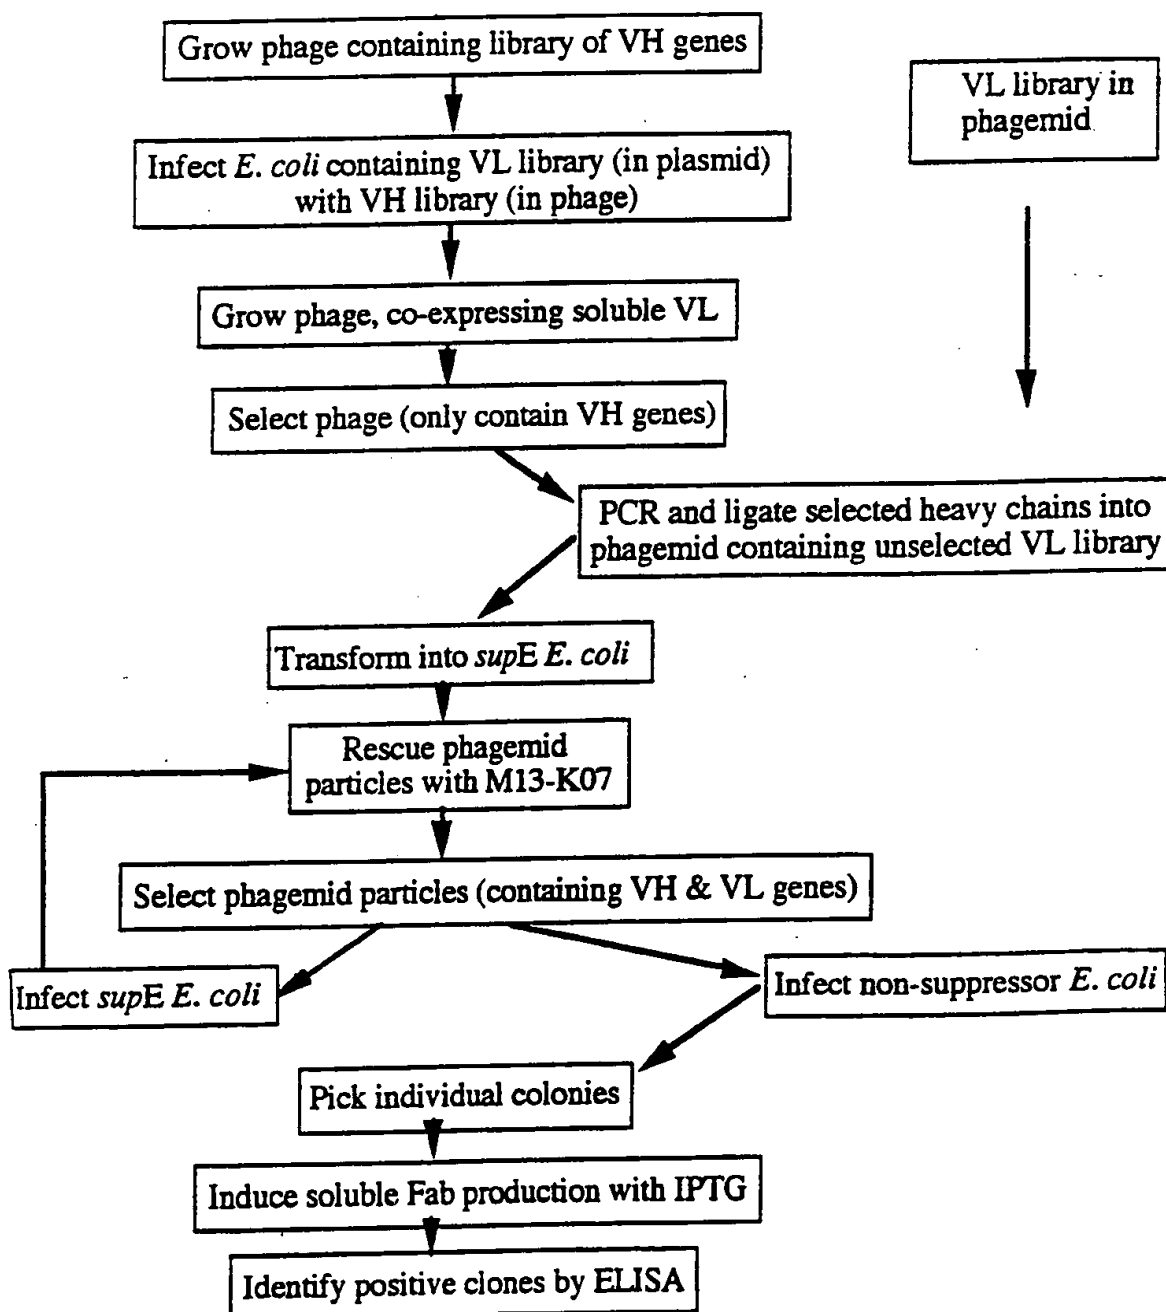 Grow phage containing library of VH genes
VL library in
phagemid
Infect E. coli containing VL library (in plasmid)
with VH library (in phage)
Grow phage, co-expressing soluble VL
Select phage (only contain VH genes)
PCR and ligate selected heavy chains into
phagemid containing unselected VL library
Transform into supE E. coli
Rescue phagemid
particles with M13-K07
Select phagemid particles (containing VH & VL genes)
Infect supE E. coli
Infect non-suppressor E. coli
Pick individual colonies
Induce soluble Fab production with IPTG
Identify positive clones by ELISA